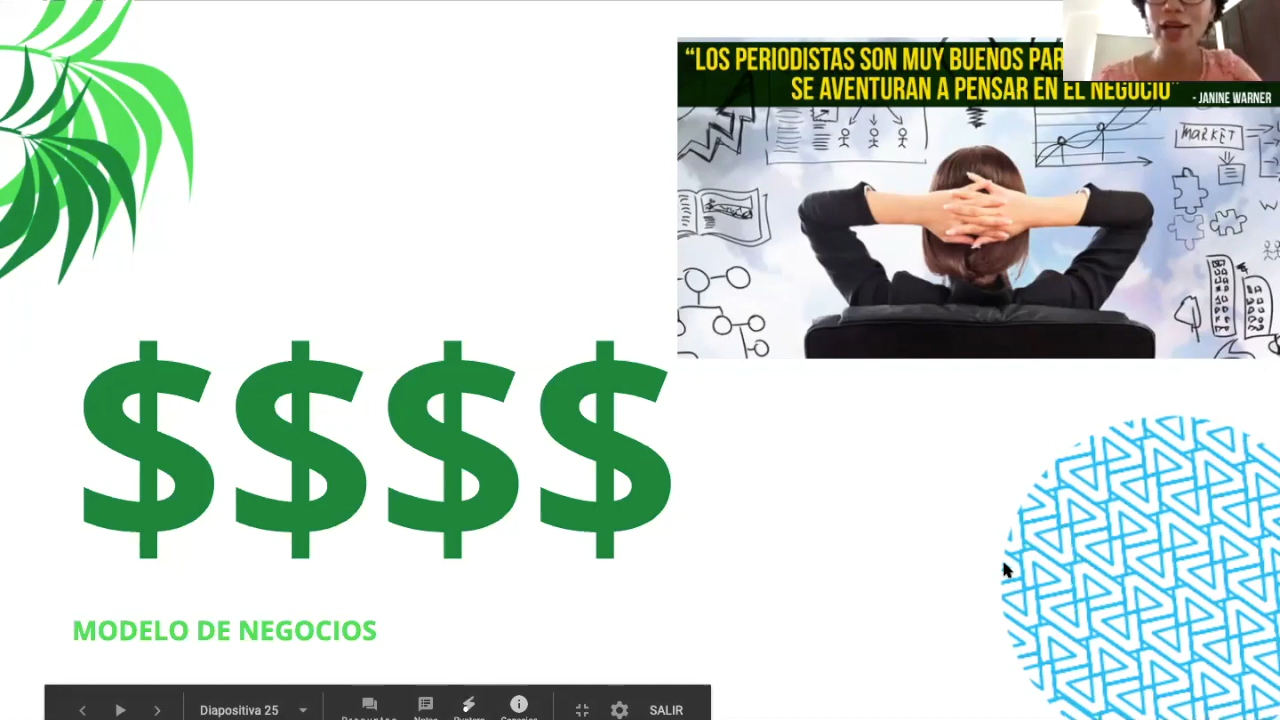 “LOS PERIODISTAS SON MUY BUENOS
SE AVENTURAN A PENSAR EN EL NEGOCIO”
- JANINE WARNER
MARKET
$$$$
MODELO DE NEGOCIOS
Diapositiva 25
SALIR